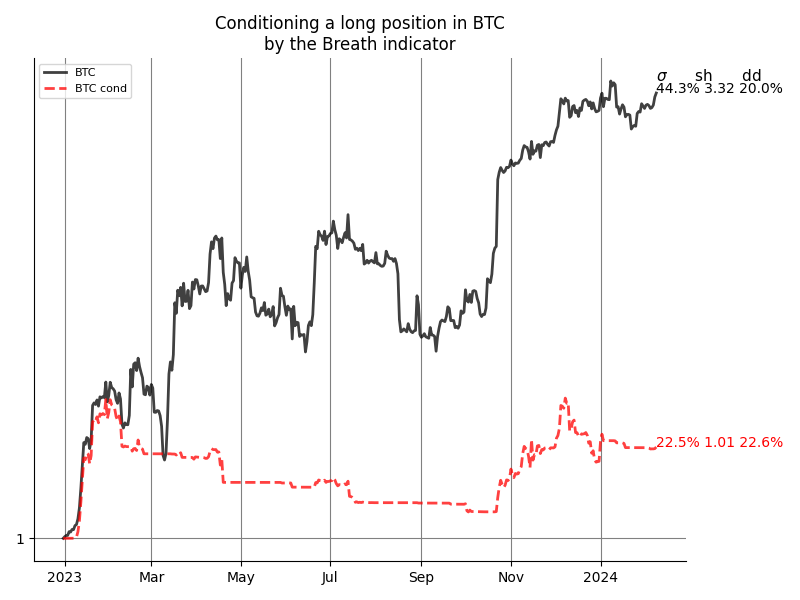 Conditioning a long position in BTC
by the Breath indicator
BTC
BTC cond
σ sh dd
44.3% 3.32 20.0%
22.5% 1.01 22.6%
1
2023 Mar May Jul Sep Nov 2024